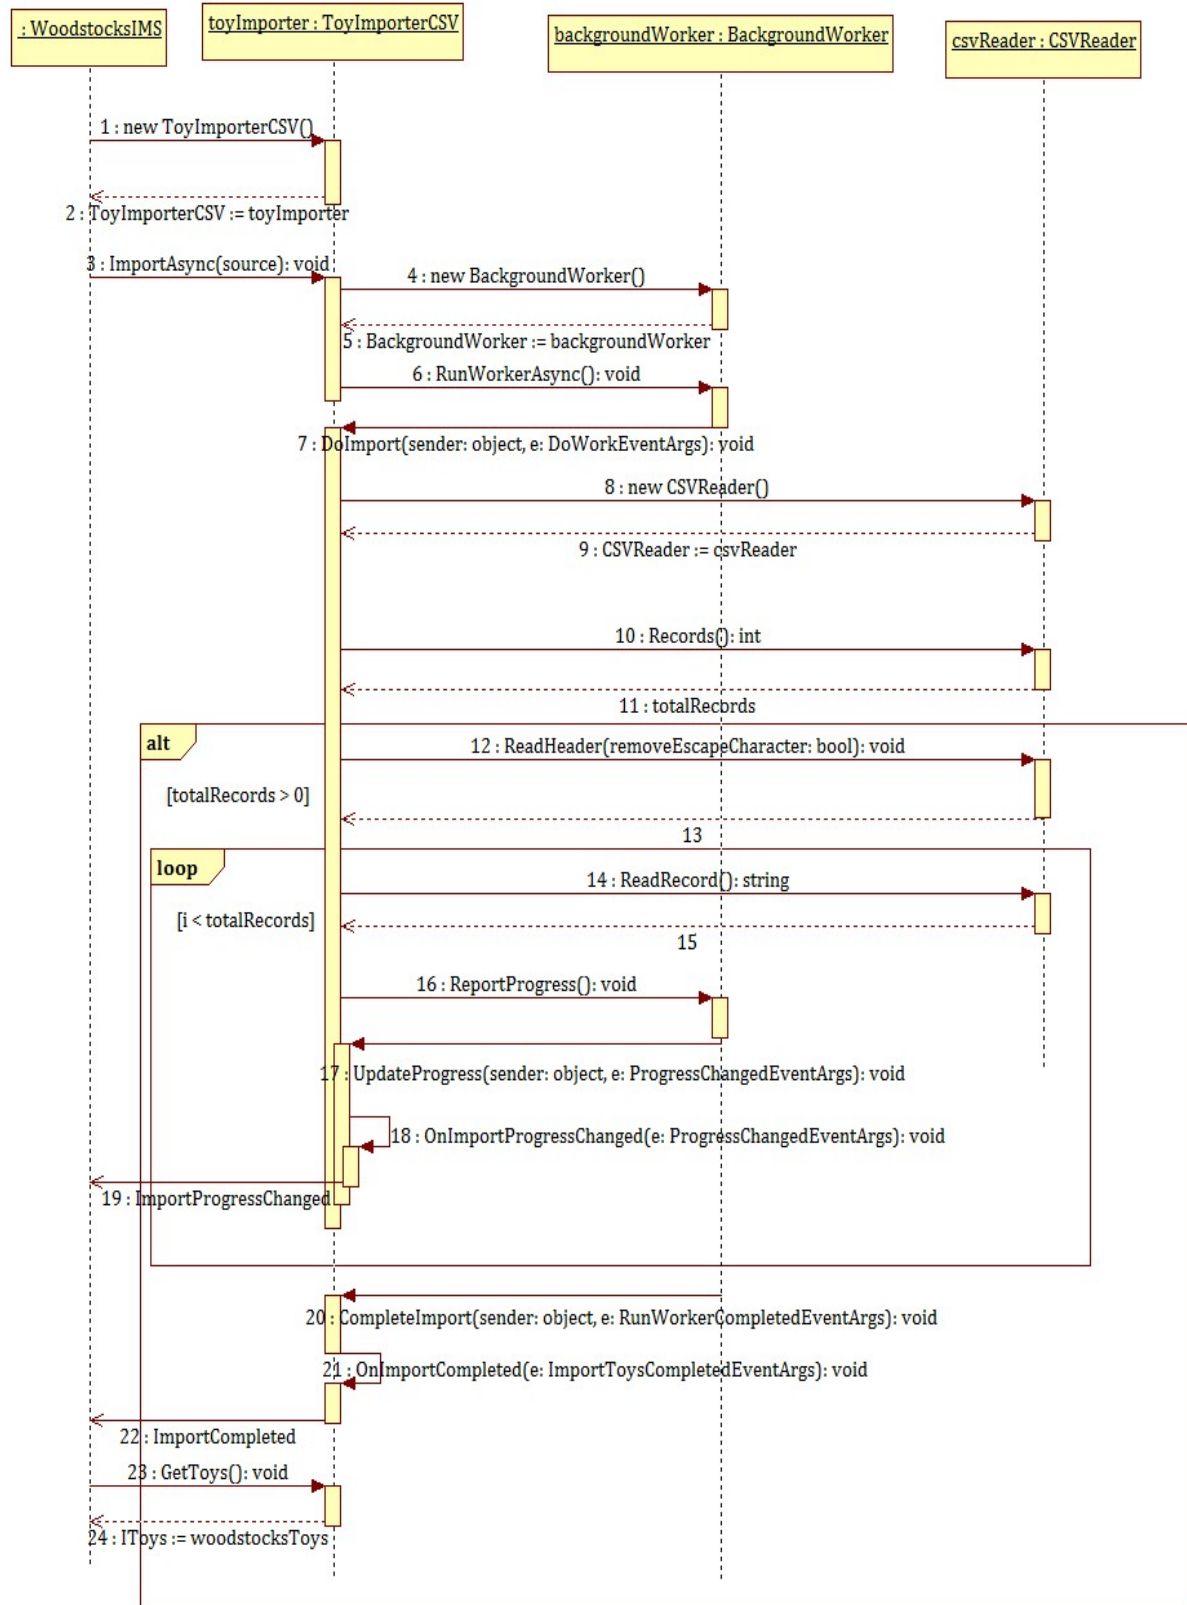 : WoodstocksIMS
toyImporter : ToyImporterCSV
backgroundWorker : BackgroundWorker
csvReader : CSVReader
1 : new ToyImporterCSV()
2 : ToyImporterCSV := toyImporter
3 : ImportAsync(source): void
4 : new BackgroundWorker()
5 : BackgroundWorker := backgroundWorker
6 : RunWorkerAsync(): void
7 : DoImport(sender: object, e: DoWorkEventArgs): void
8 : new CSVReader()
9 : CSVReader := csvReader
10 : Records(): int
11 : totalRecords
alt
12 : ReadHeader(removeEscapeCharacter: bool): void
[totalRecords > 0]
13
loop
14 : ReadRecord(): string
[i < totalRecords]
15
16 : ReportProgress(): void
17 : UpdateProgress(sender: object, e: ProgressChangedEventArgs): void
18 : OnImportProgressChanged(e: ProgressChangedEventArgs): void
19 : ImportProgressChanged
20 : CompleteImport(sender: object, e: RunWorkerCompletedEventArgs): void
21 : OnImportCompleted(e: ImportToysCompletedEventArgs): void
22 : ImportCompleted
23 : GetToys(): void
24 : IToys := woodstocksToys